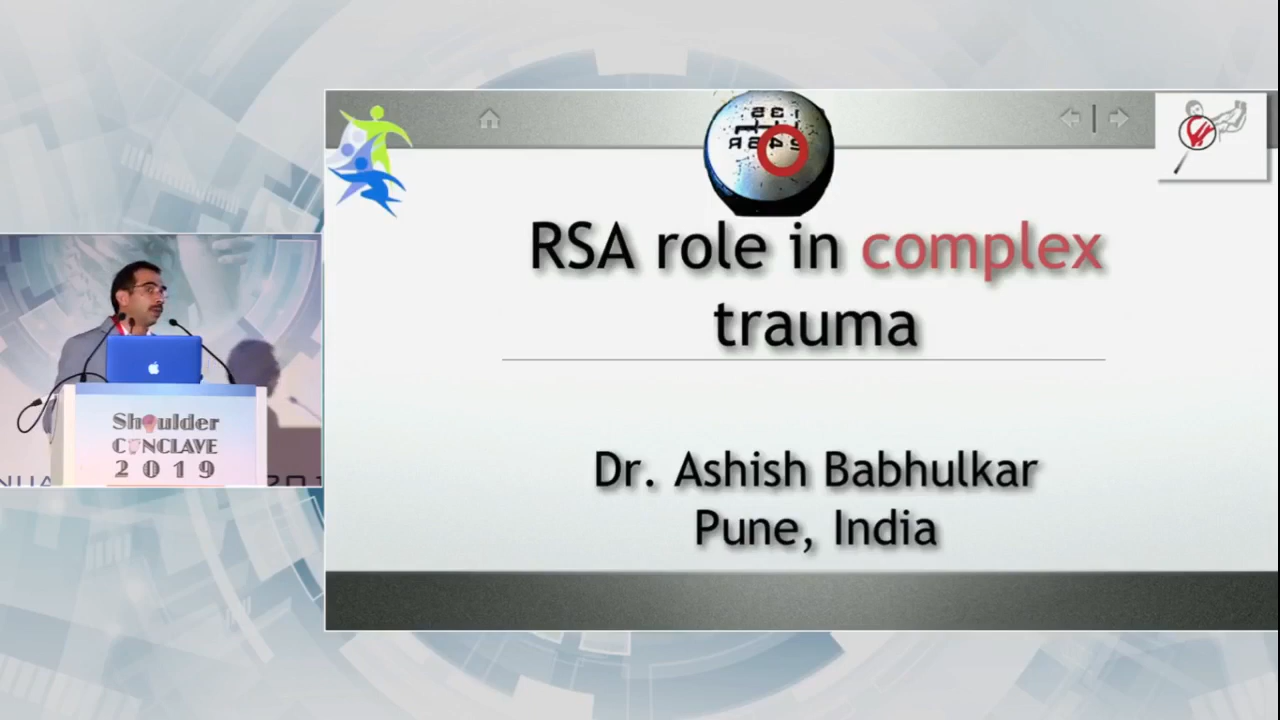 RSA role in complex
trauma
Dr. Ashish Babhulkar
Pune, India
Shoulder
CONCLAVE
2019